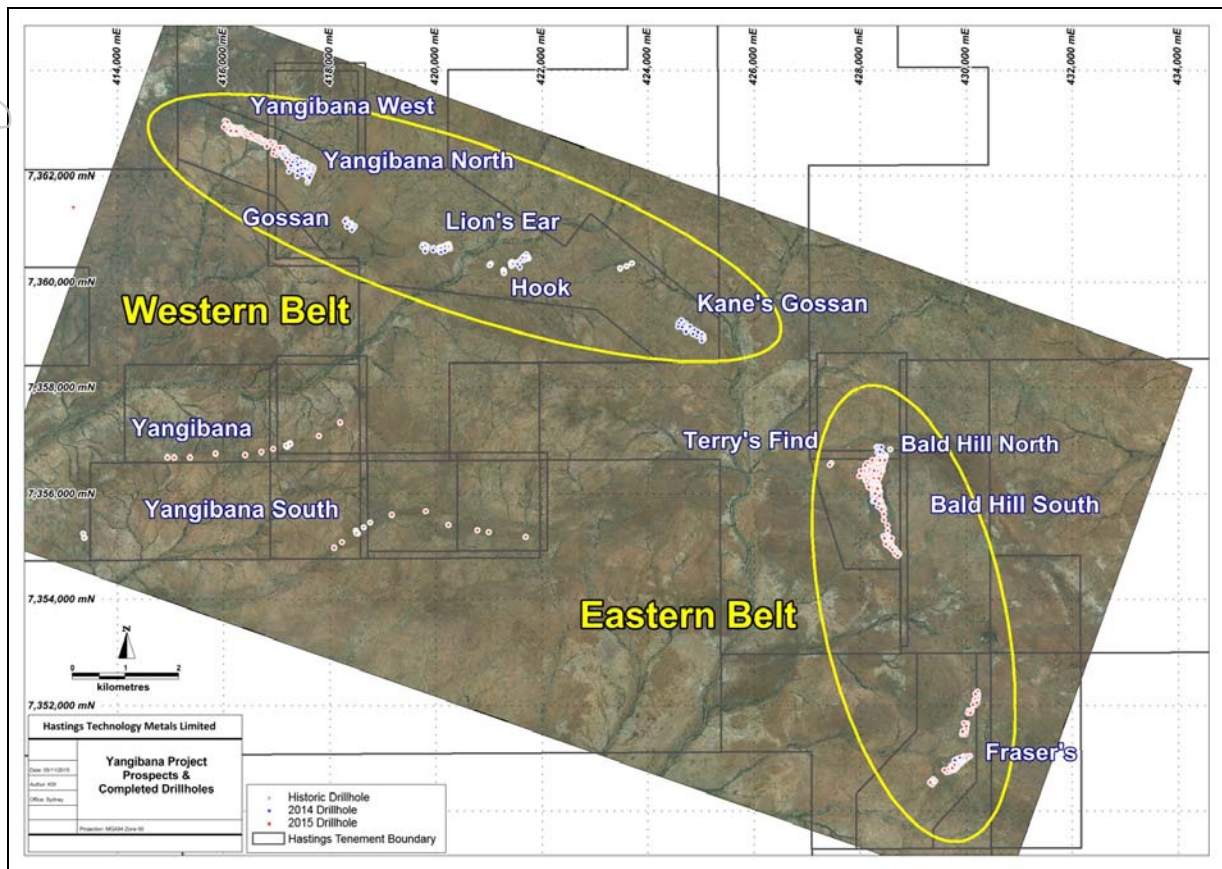 414,000 mE
416,000 mE
418,000 mE
420,000 mE
422,000 mE
424,000 mE
426,000 mE
428,000 mE
430,000 mE
432,000 mE
434,000 mE
Yangibana West
Yangibana North
7,362,000 mN
Gossan
Lion's Ear
7,360,000 mN
Hook
Western Belt
Kane's Gossan
7,358,000 mN
Yangibana
Terry's Find
Bald Hill North
7,356,000 mN
Yangibana South
Bald Hill South
7,354,000 mN
Eastern Belt
N
0 1 2
kilometres
7,352,000 mN
Fraser's
Hastings Technology Metals Limited
Yangibana Project
Prospects &
Completed Drillholes
Office: Sydney
Historic Drillhole
2014 Drillhole
2015 Drillhole
Hastings Tenement Boundary